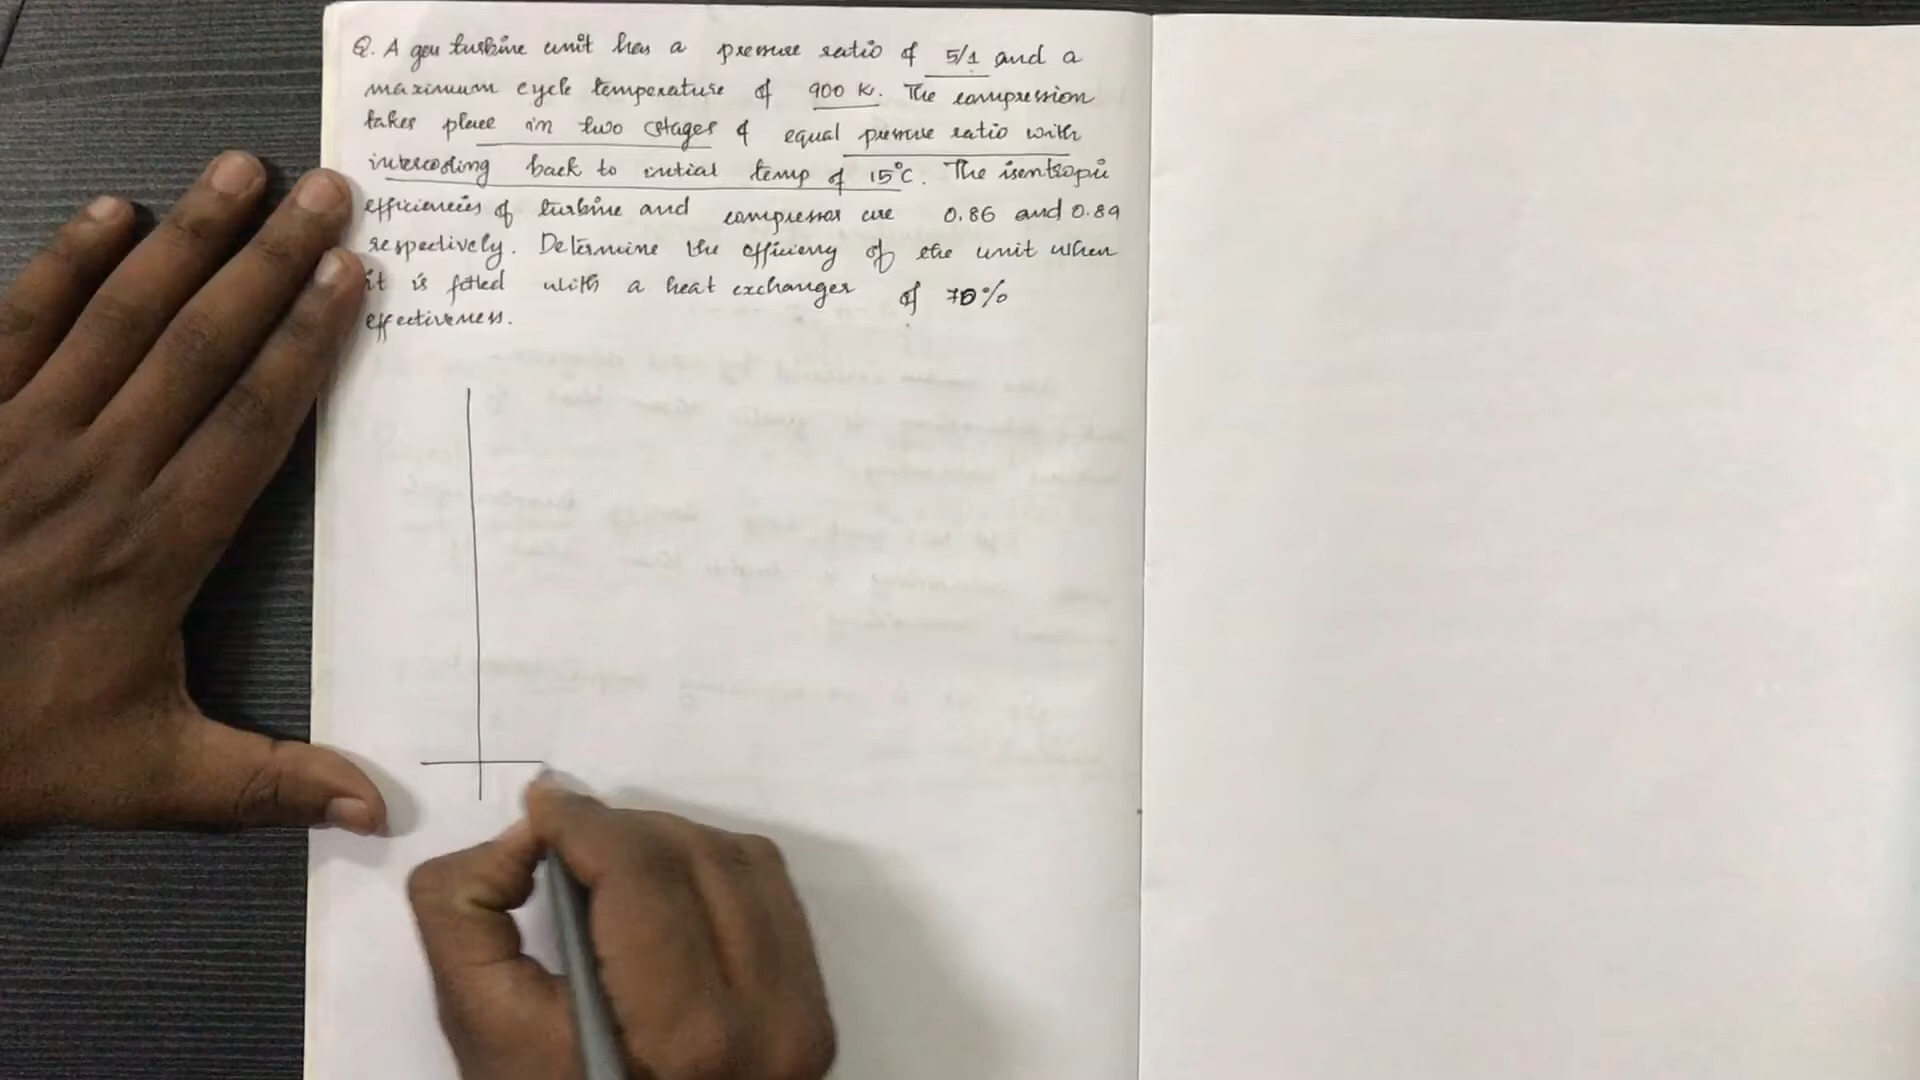 Q. A gas turbine unit has a pressure ratio of 5/1 and a
maximum cycle temperature of 900 K. The compression
takes place in two stages of equal pressure ratio with
intercooling back to initial temp of 15°C. The isentropic
efficiencies of turbine and compressor are 0.86 and 0.89
respectively. Determine the efficieny of the unit when
it is fitted with a heat exchanger of 70%
effectiveness.